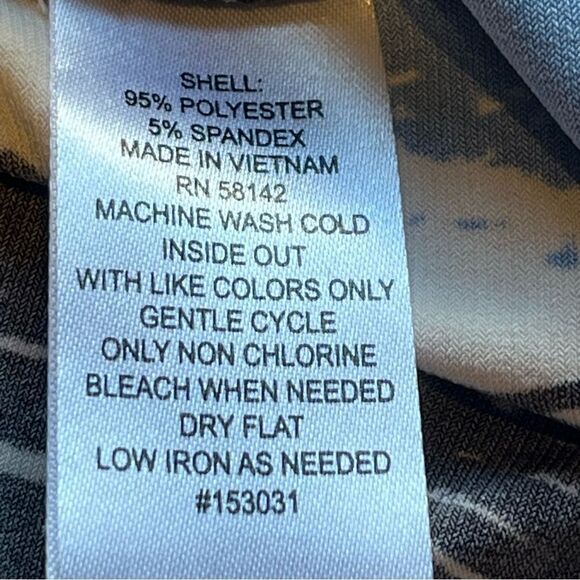 SHELL:
95% POLYESTER
5% SPANDEX
MADE IN VIETNAM
RN 58142
MACHINE WASH COLD
INSIDE OUT
WITH LIKE COLORS ONLY
GENTLE CYCLE
ONLY NON CHLORINE
BLEACH WHEN NEEDED
DRY FLAT
LOW IRON AS NEEDED
#153031